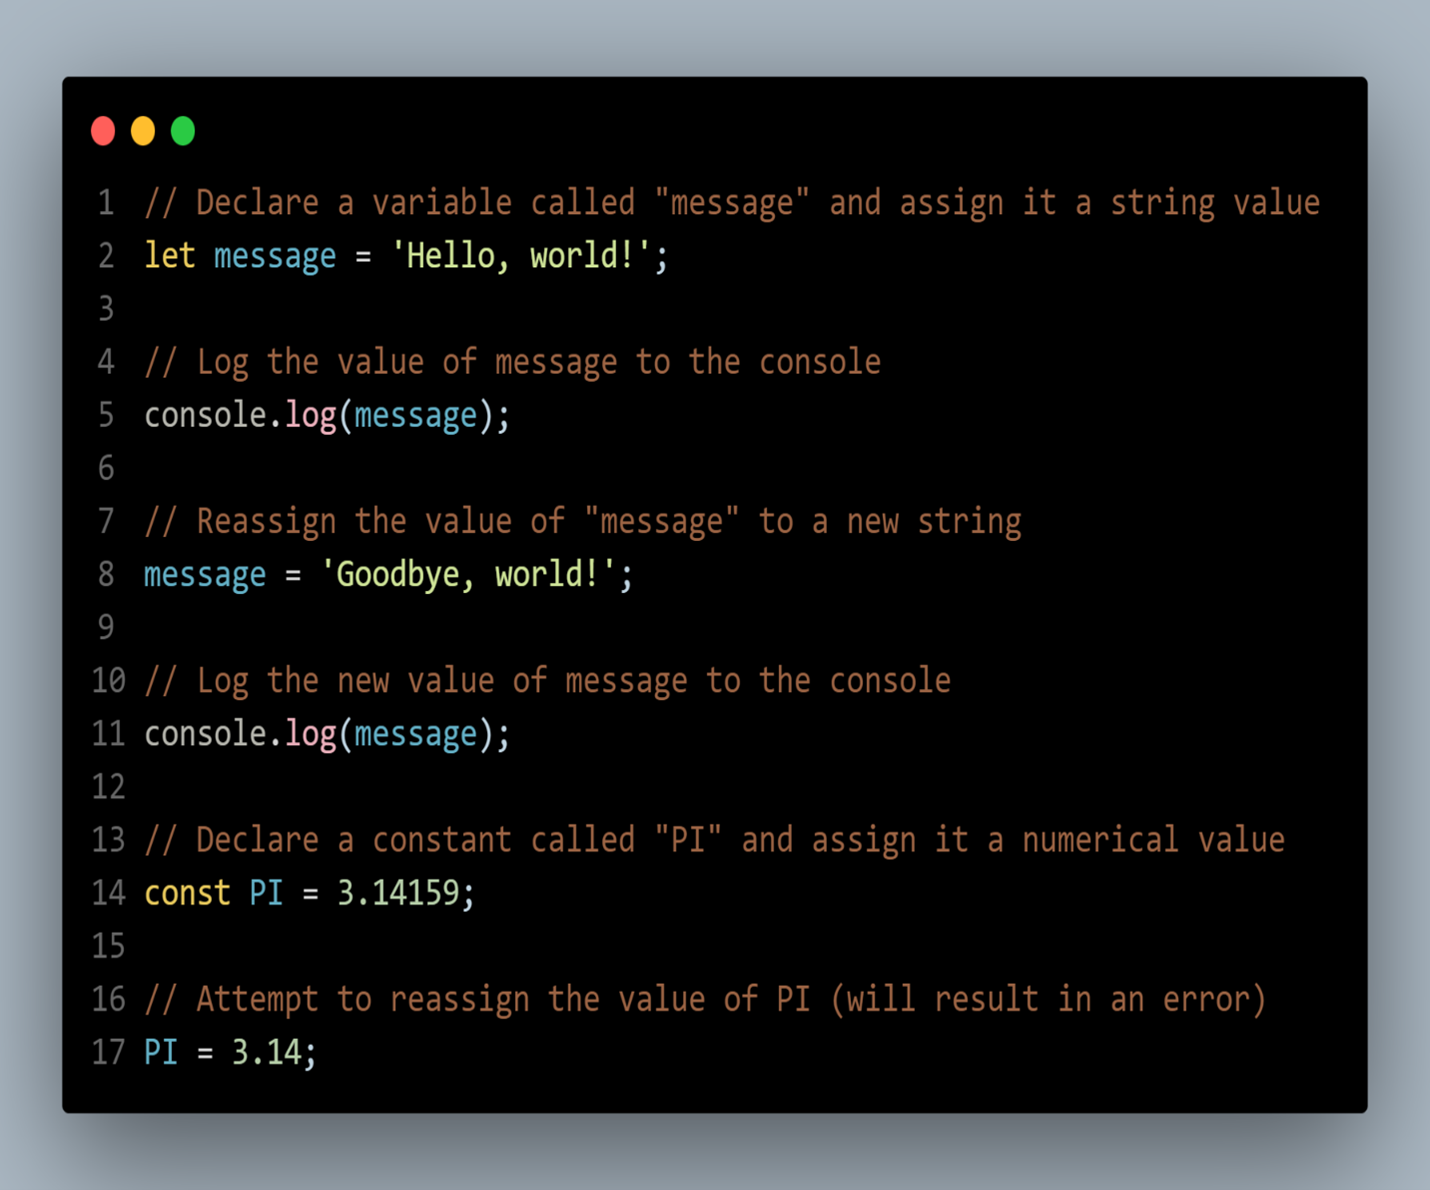 1 // Declare a variable called "message" and assign it a string value
2 let message = 'Hello, world!';
3
4 // Log the value of message to the console
5 console.log(message);
6
7 // Reassign the value of "message" to a new string
8 message = 'Goodbye, world!';
9
10 // Log the new value of message to the console
11 console.log(message);
12
13 // Declare a constant called "PI" and assign it a numerical value
14 const PI = 3.14159;
15
16 // Attempt to reassign the value of PI (will result in an error)
17 PI = 3.14;